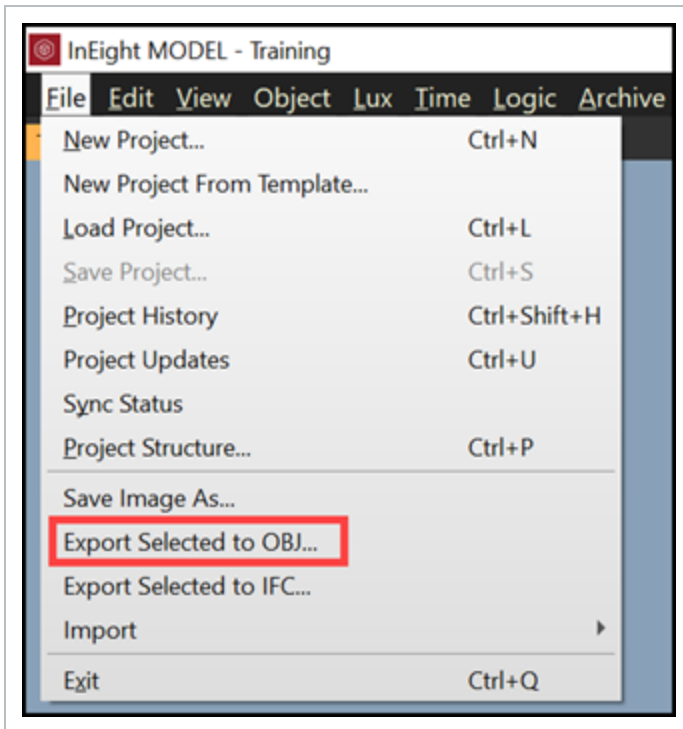 InEight MODEL - Training
File Edit View Object Lux Time Logic Archive
New Project... Ctrl+N
New Project From Template...
Load Project... Ctrl+L
Save Project... Ctrl+S
Project History Ctrl+Shift+H
Project Updates Ctrl+U
Sync Status
Project Structure... Ctrl+P
Save Image As...
Export Selected to OBJ...
Export Selected to IFC...
Import
Exit Ctrl+Q